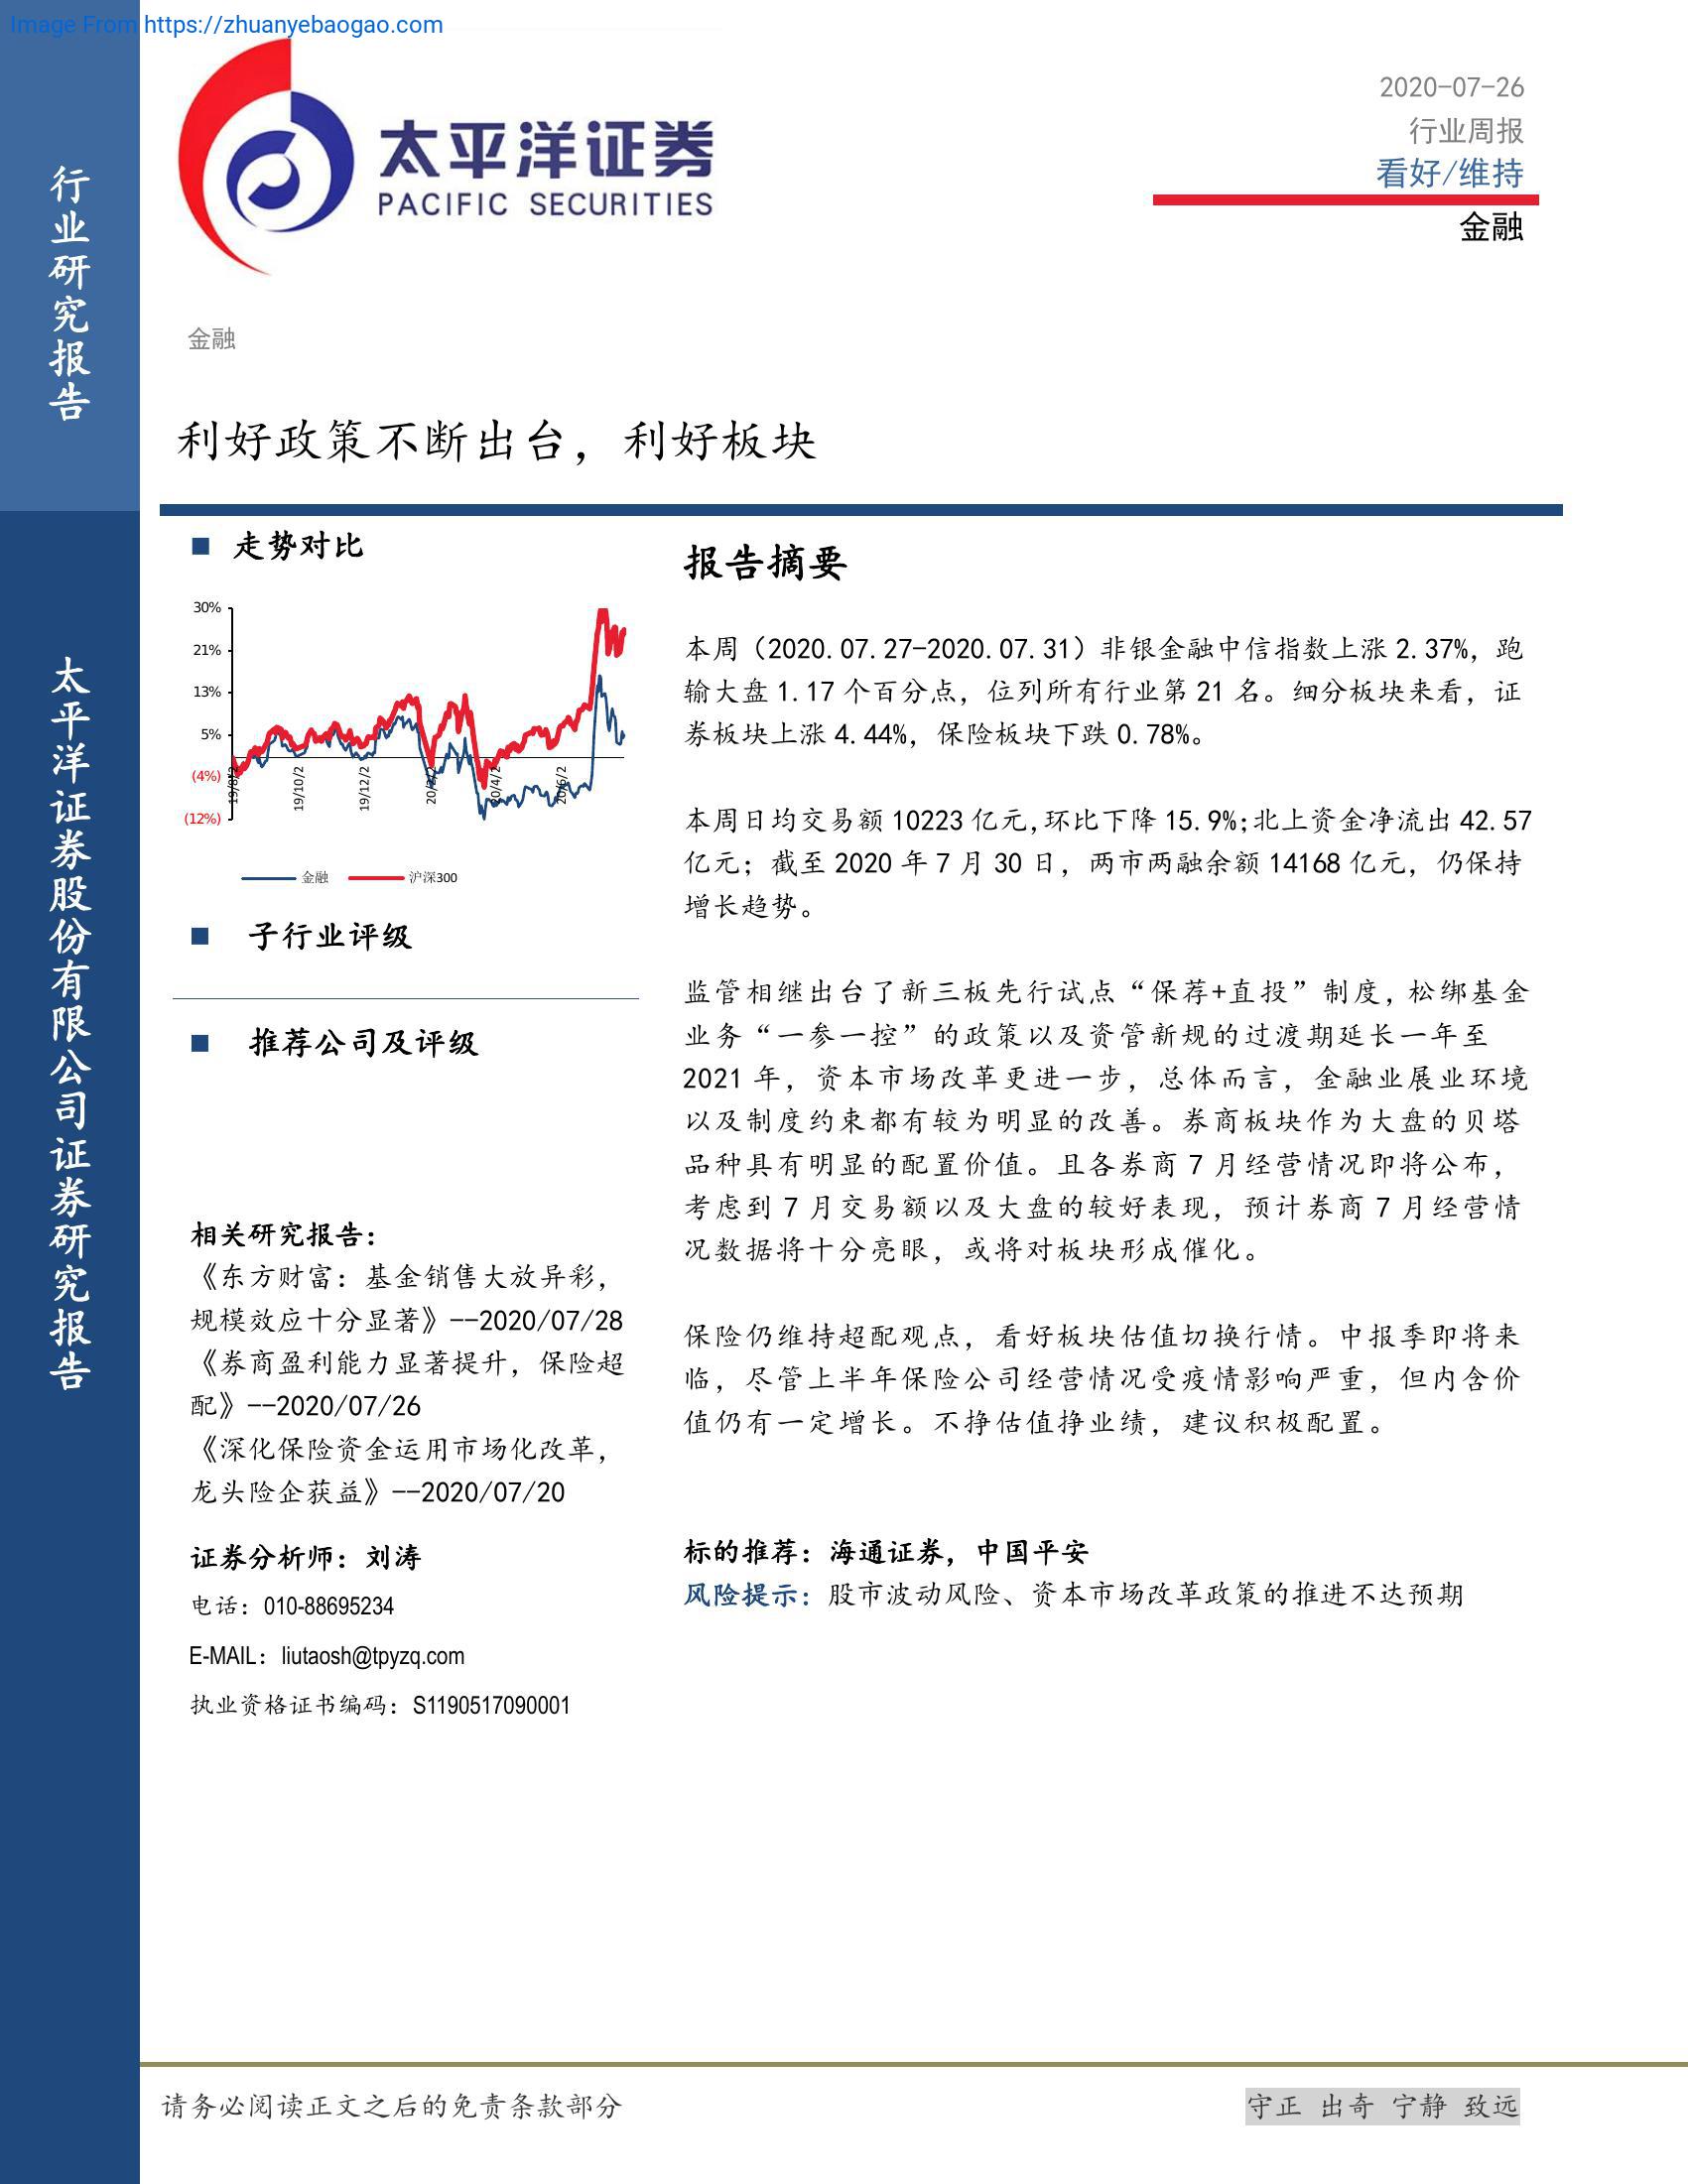 Image From https://zhuanyebaogao.com
行业研究报告
太平洋证券股份有限公司证券研究报告
太平洋证券
PACIFIC SECURITIES
2020-07-26
行业周报
看好/维持
金融
金融
利好政策不断出台，利好板块
走势对比
30%
21%
13%
5%
(4%)
(12%)
19/8/2
19/10/2
19/12/2
20/2/2
20/4/2
20/6/2
金融 沪深300
子行业评级
推荐公司及评级
相关研究报告：
《东方财富：基金销售大放异彩，
规模效应十分显著》--2020/07/28
《券商盈利能力显著提升，保险超
配》--2020/07/26
《深化保险资金运用市场化改革，
龙头险企获益》--2020/07/20
证券分析师：刘涛
电话：010-88695234
E-MAIL：liutaosh@tpyzq.com
执业资格证书编码：S1190517090001
报告摘要
本周（2020.07.27-2020.07.31）非银金融中信指数上涨 2.37%，跑
输大盘 1.17 个百分点，位列所有行业第 21 名。细分板块来看，证
券板块上涨 4.44%，保险板块下跌 0.78%。
本周日均交易额 10223 亿元,环比下降 15.9%;北上资金净流出 42.57
亿元；截至 2020 年 7 月 30 日，两市两融余额 14168 亿元，仍保持
增长趋势。
监管相继出台了新三板先行试点“保荐+直投”制度,松绑基金
业务“一参一控”的政策以及资管新规的过渡期延长一年至
2021 年，资本市场改革更进一步，总体而言，金融业展业环境
以及制度约束都有较为明显的改善。券商板块作为大盘的贝塔
品种具有明显的配置价值。且各券商 7 月经营情况即将公布，
考虑到 7 月交易额以及大盘的较好表现，预计券商 7 月经营情
况数据将十分亮眼，或将对板块形成催化。
保险仍维持超配观点，看好板块估值切换行情。中报季即将来
临，尽管上半年保险公司经营情况受疫情影响严重，但内含价
值仍有一定增长。不挣估值挣业绩，建议积极配置。
标的推荐：海通证券，中国平安
风险提示：股市波动风险、资本市场改革政策的推进不达预期
请务必阅读正文之后的免责条款部分
守正 出奇 宁静 致远